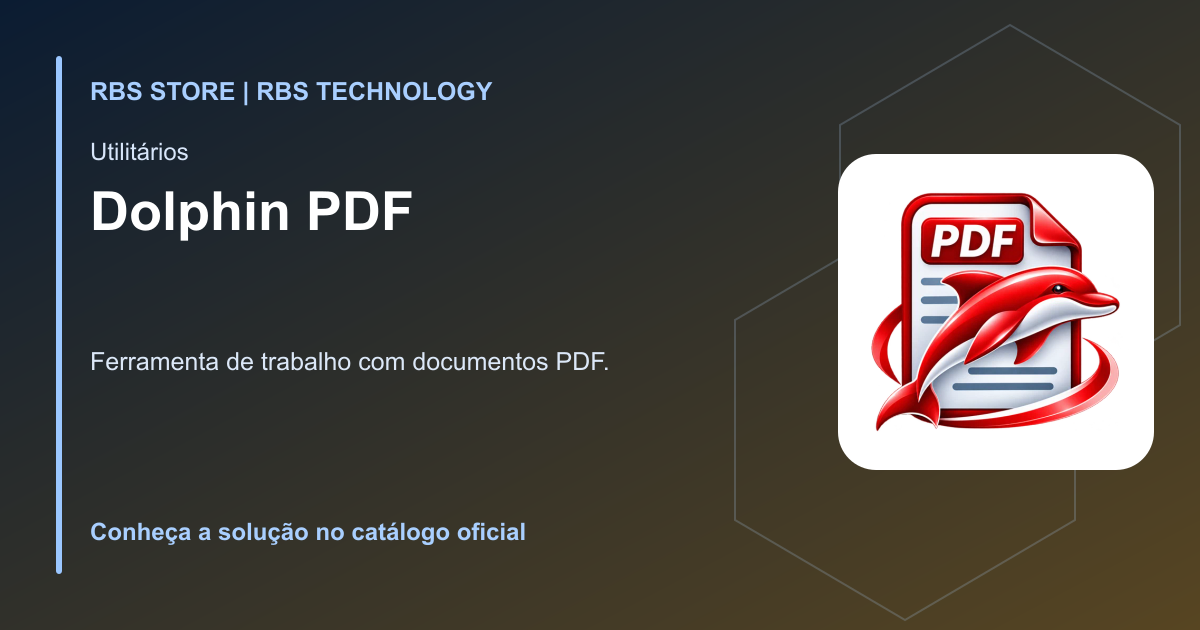 RBS STORE | RBS TECHNOLOGY
Utilitários
Dolphin PDF
PDF
Ferramenta de trabalho com documentos PDF.
Conheça a solução no catálogo oficial